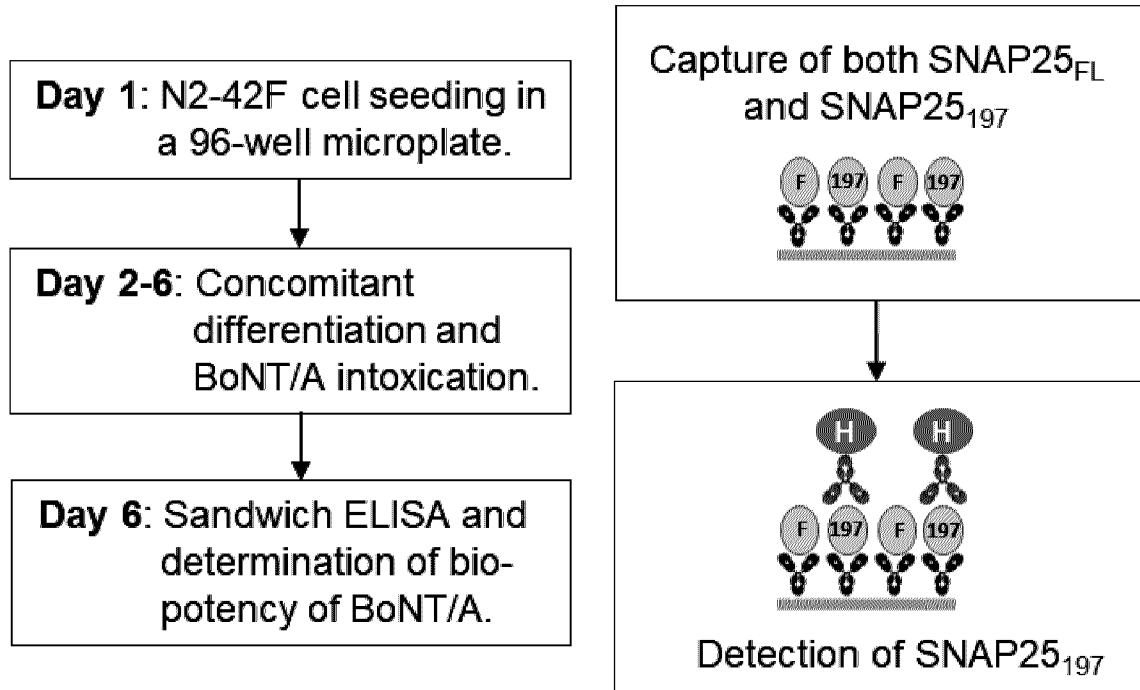 Day 1: N2-42F cell seeding in
a 96-well microplate.
Day 2-6: Concomitant
differentiation and
BoNT/A intoxication.
Day 6: Sandwich ELISA and
determination of bio-
potency of BoNT/A.
Capture of both SNAP25FL
and SNAP25197
F 197 F 197
H H
F 197 F 197
Detection of SNAP25197